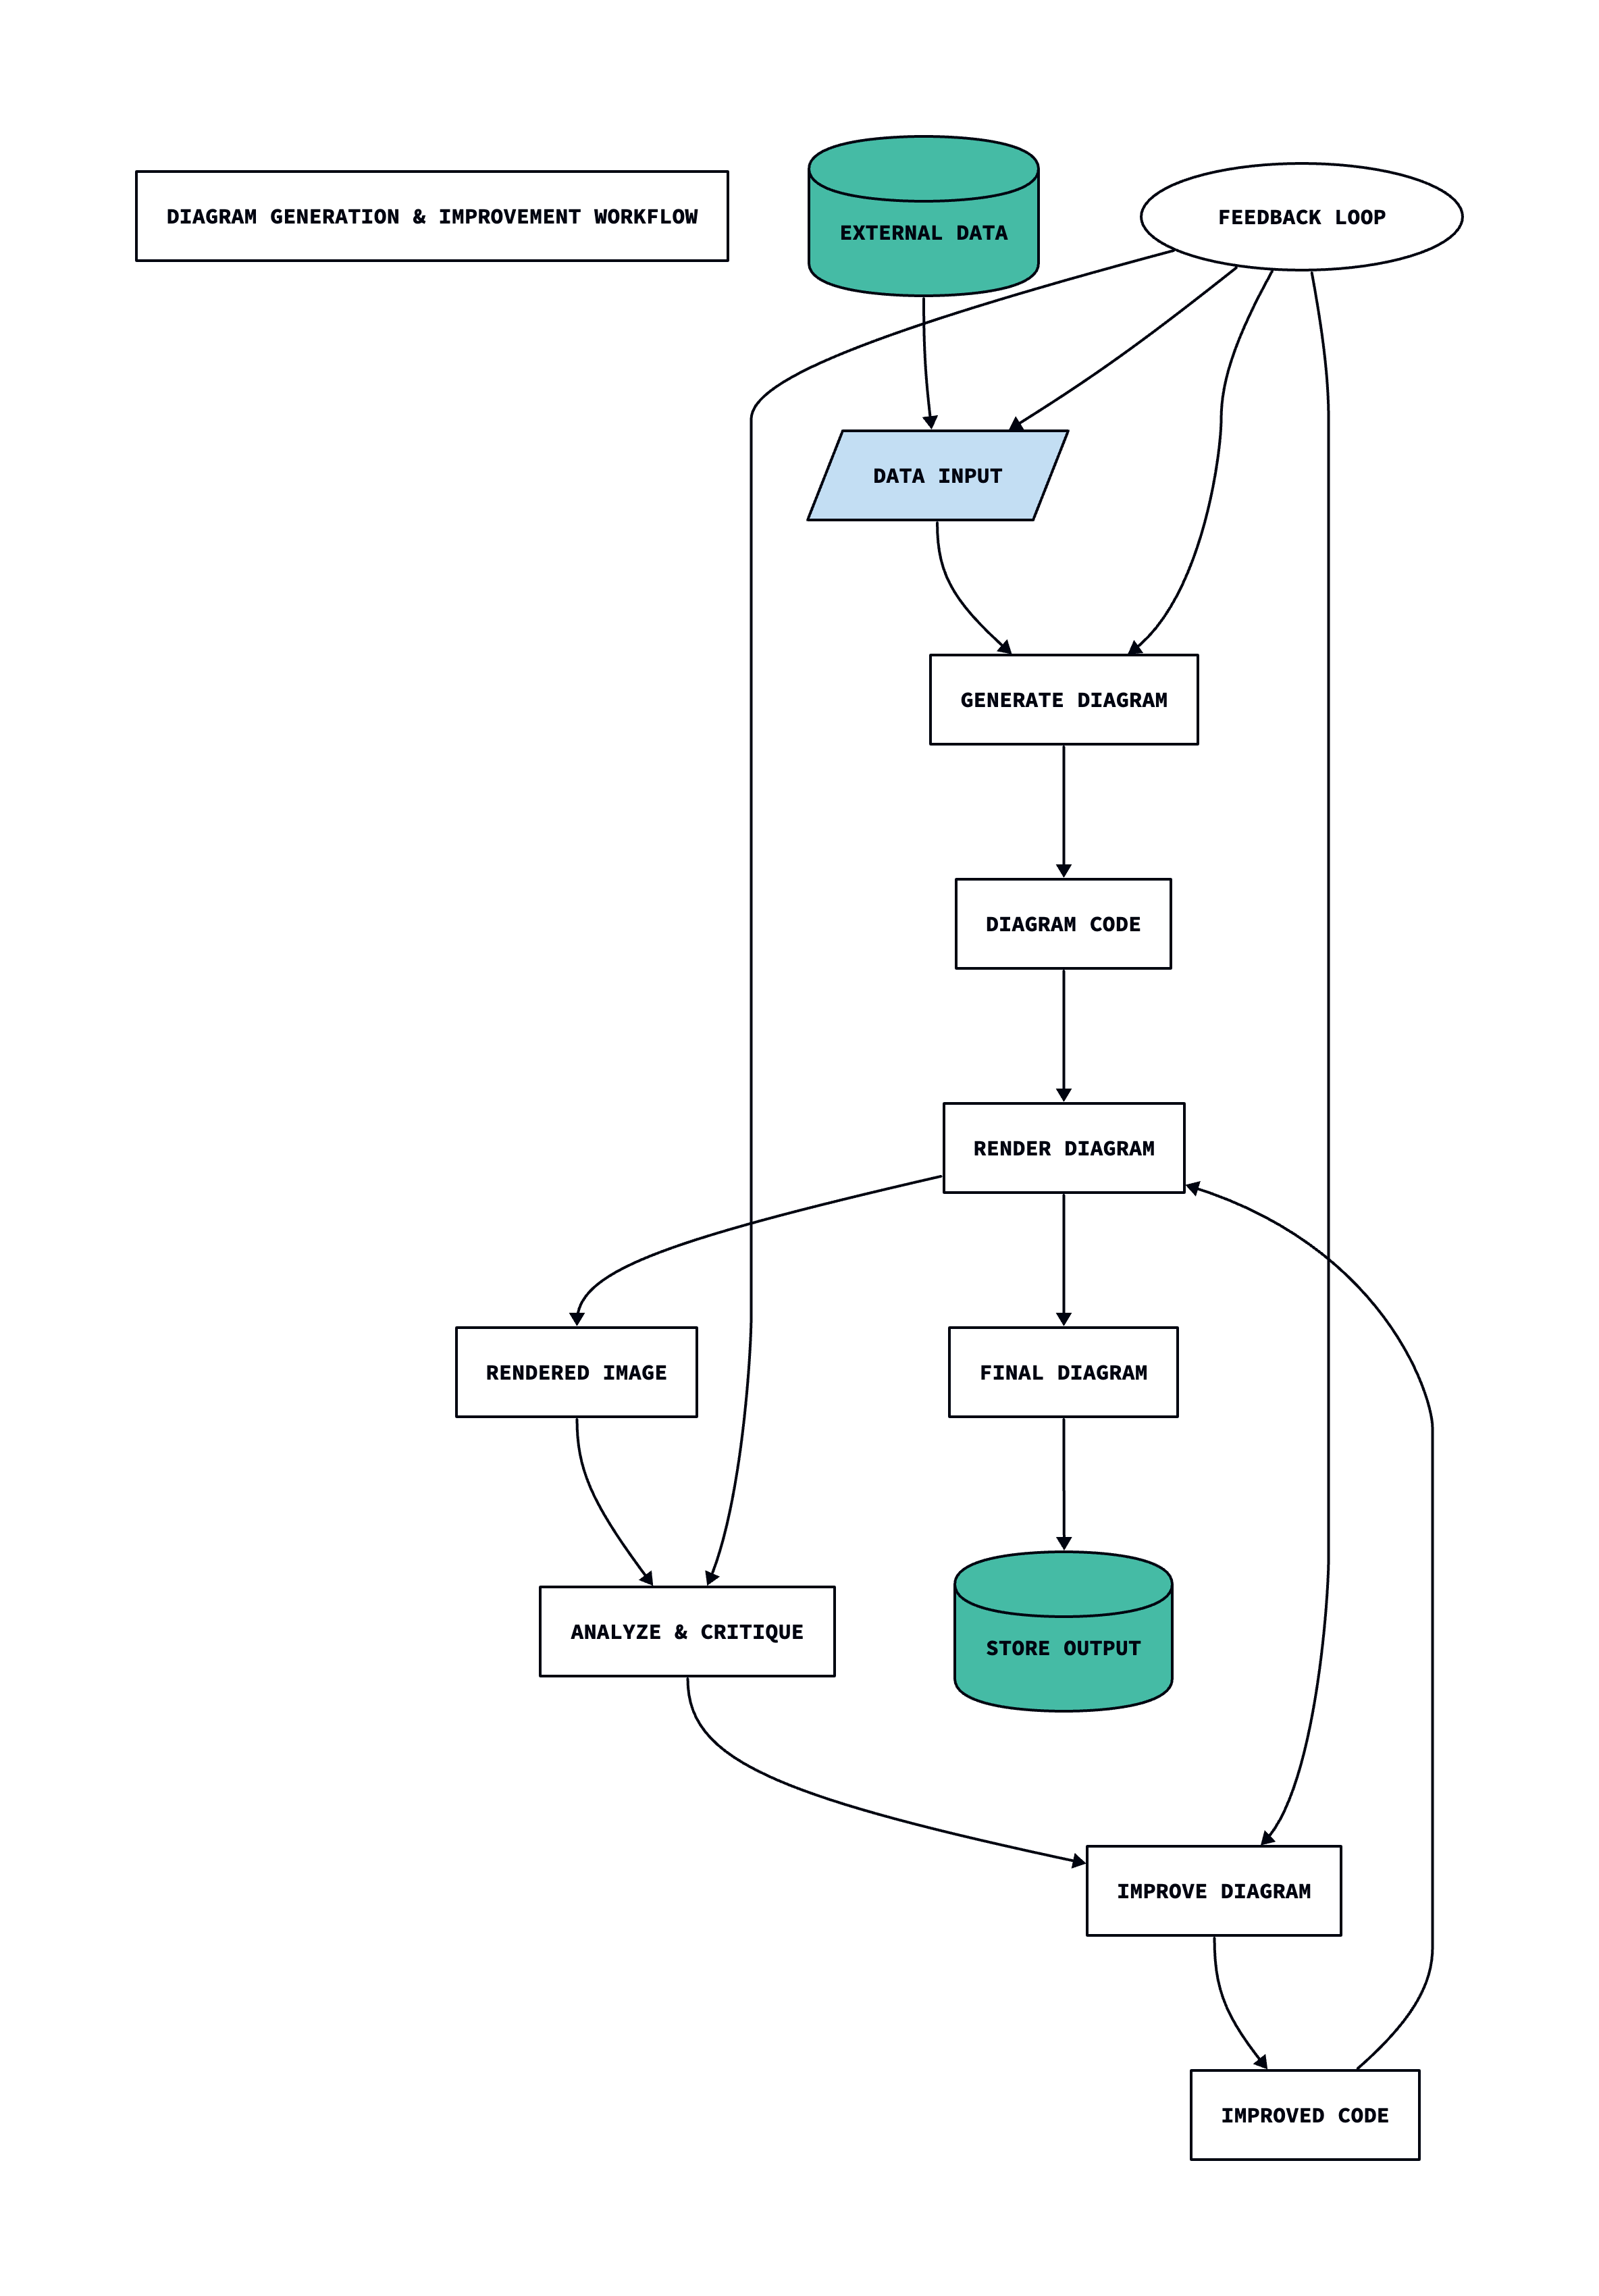 DIAGRAM GENERATION & IMPROVEMENT WORKFLOW
EXTERNAL DATA
FEEDBACK LOOP
DATA INPUT
GENERATE DIAGRAM
DIAGRAM CODE
RENDER DIAGRAM
RENDERED IMAGE
FINAL DIAGRAM
ANALYZE & CRITIQUE
STORE OUTPUT
IMPROVE DIAGRAM
IMPROVED CODE